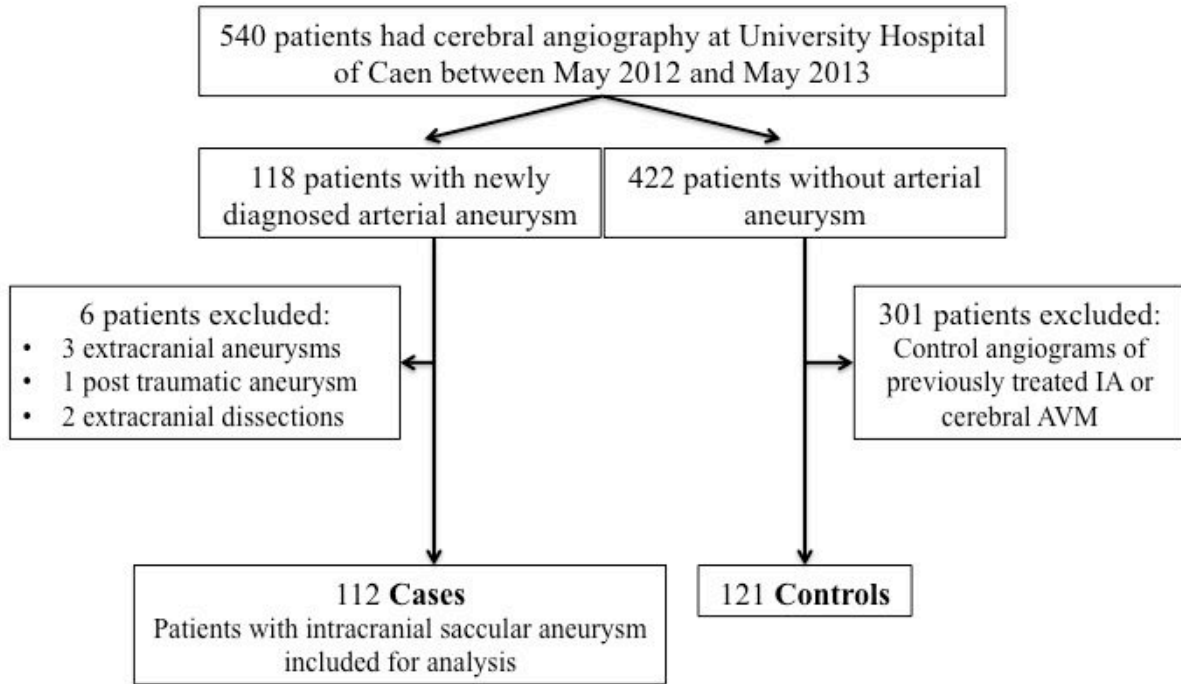 540 patients had cerebral angiography at University Hospital
of Caen between May 2012 and May 2013
118 patients with newly
diagnosed arterial aneurysm
422 patients without arterial
aneurysm
6 patients excluded:
• 3 extracranial aneurysms
• 1 post traumatic aneurysm
• 2 extracranial dissections
301 patients excluded:
Control angiograms of
previously treated IA or
cerebral AVM
112 Cases
Patients with intracranial saccular aneurysm
included for analysis
121 Controls